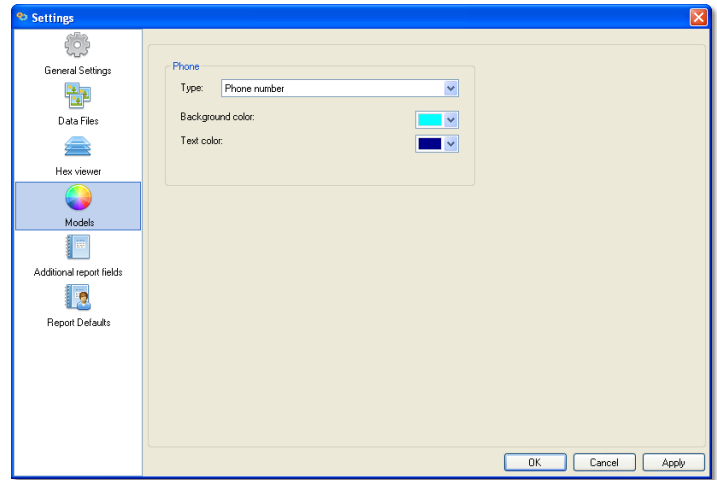 Settings
General Settings
Data Files
Hex viewer
Models
Additional report fields
Report Defaults
Phone
Type: Phone number
Background color:
Text color:
OK Cancel Apply